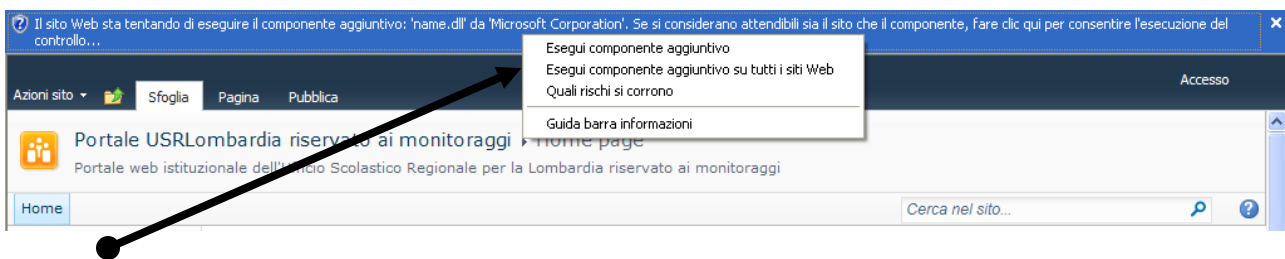 Il sito Web sta tentando di eseguire il componente aggiuntivo: 'name.dll' da 'Microsoft Corporation'. Se si considerano attendibili sia il sito che il componente, fare clic qui per consentire l'esecuzione del
controllo...
Esegui componente aggiuntivo
Esegui componente aggiuntivo su tutti i siti Web
Quali rischi si corrono
Guida barra informazioni
Azioni sito Sfoglia Pagina Pubblica Accesso
Portale USRLombardia riservato ai monitoraggi Home page
Portale web istituzionale dell'Ufficio Scolastico Regionale per la Lombardia riservato ai monitoraggi
Home Cerca nel sito...